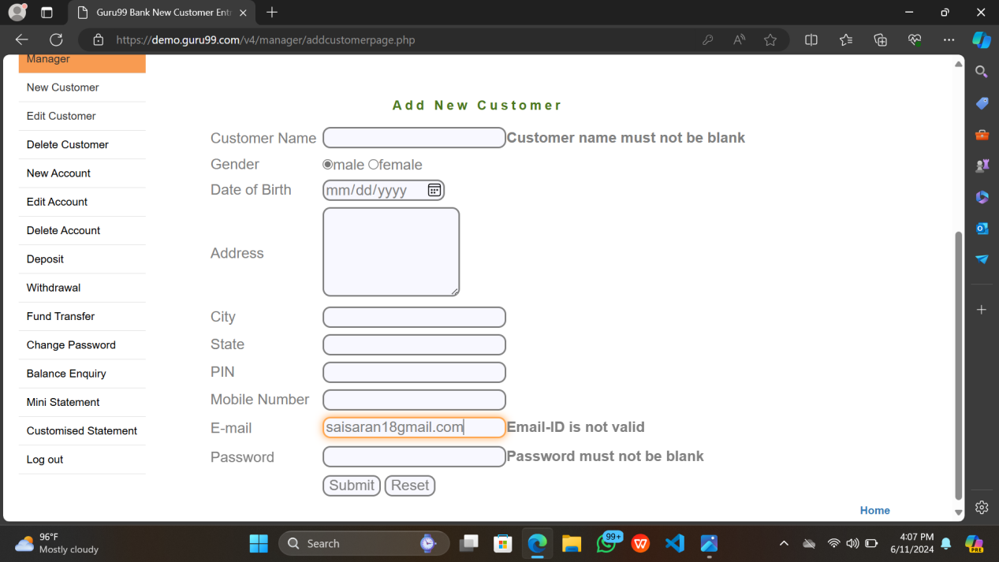 Guru99 Bank New Customer Entr
https://demo.guru99.com/v4/manager/addcustomerpage.php
Manager
New Customer
Edit Customer
Delete Customer
New Account
Edit Account
Delete Account
Deposit
Withdrawal
Fund Transfer
Change Password
Balance Enquiry
Mini Statement
Customised Statement
Log out
Add New Customer
Customer Name Customer name must not be blank
Gender male female
Date of Birth mm/dd/yyyy
Address
City
State
PIN
Mobile Number
E-mail saisaran18gmail.com Email-ID is not valid
Password Password must not be blank
Submit Reset
Home
96°F
Mostly cloudy
Search
99+
4:07 PM
6/11/2024
PRE